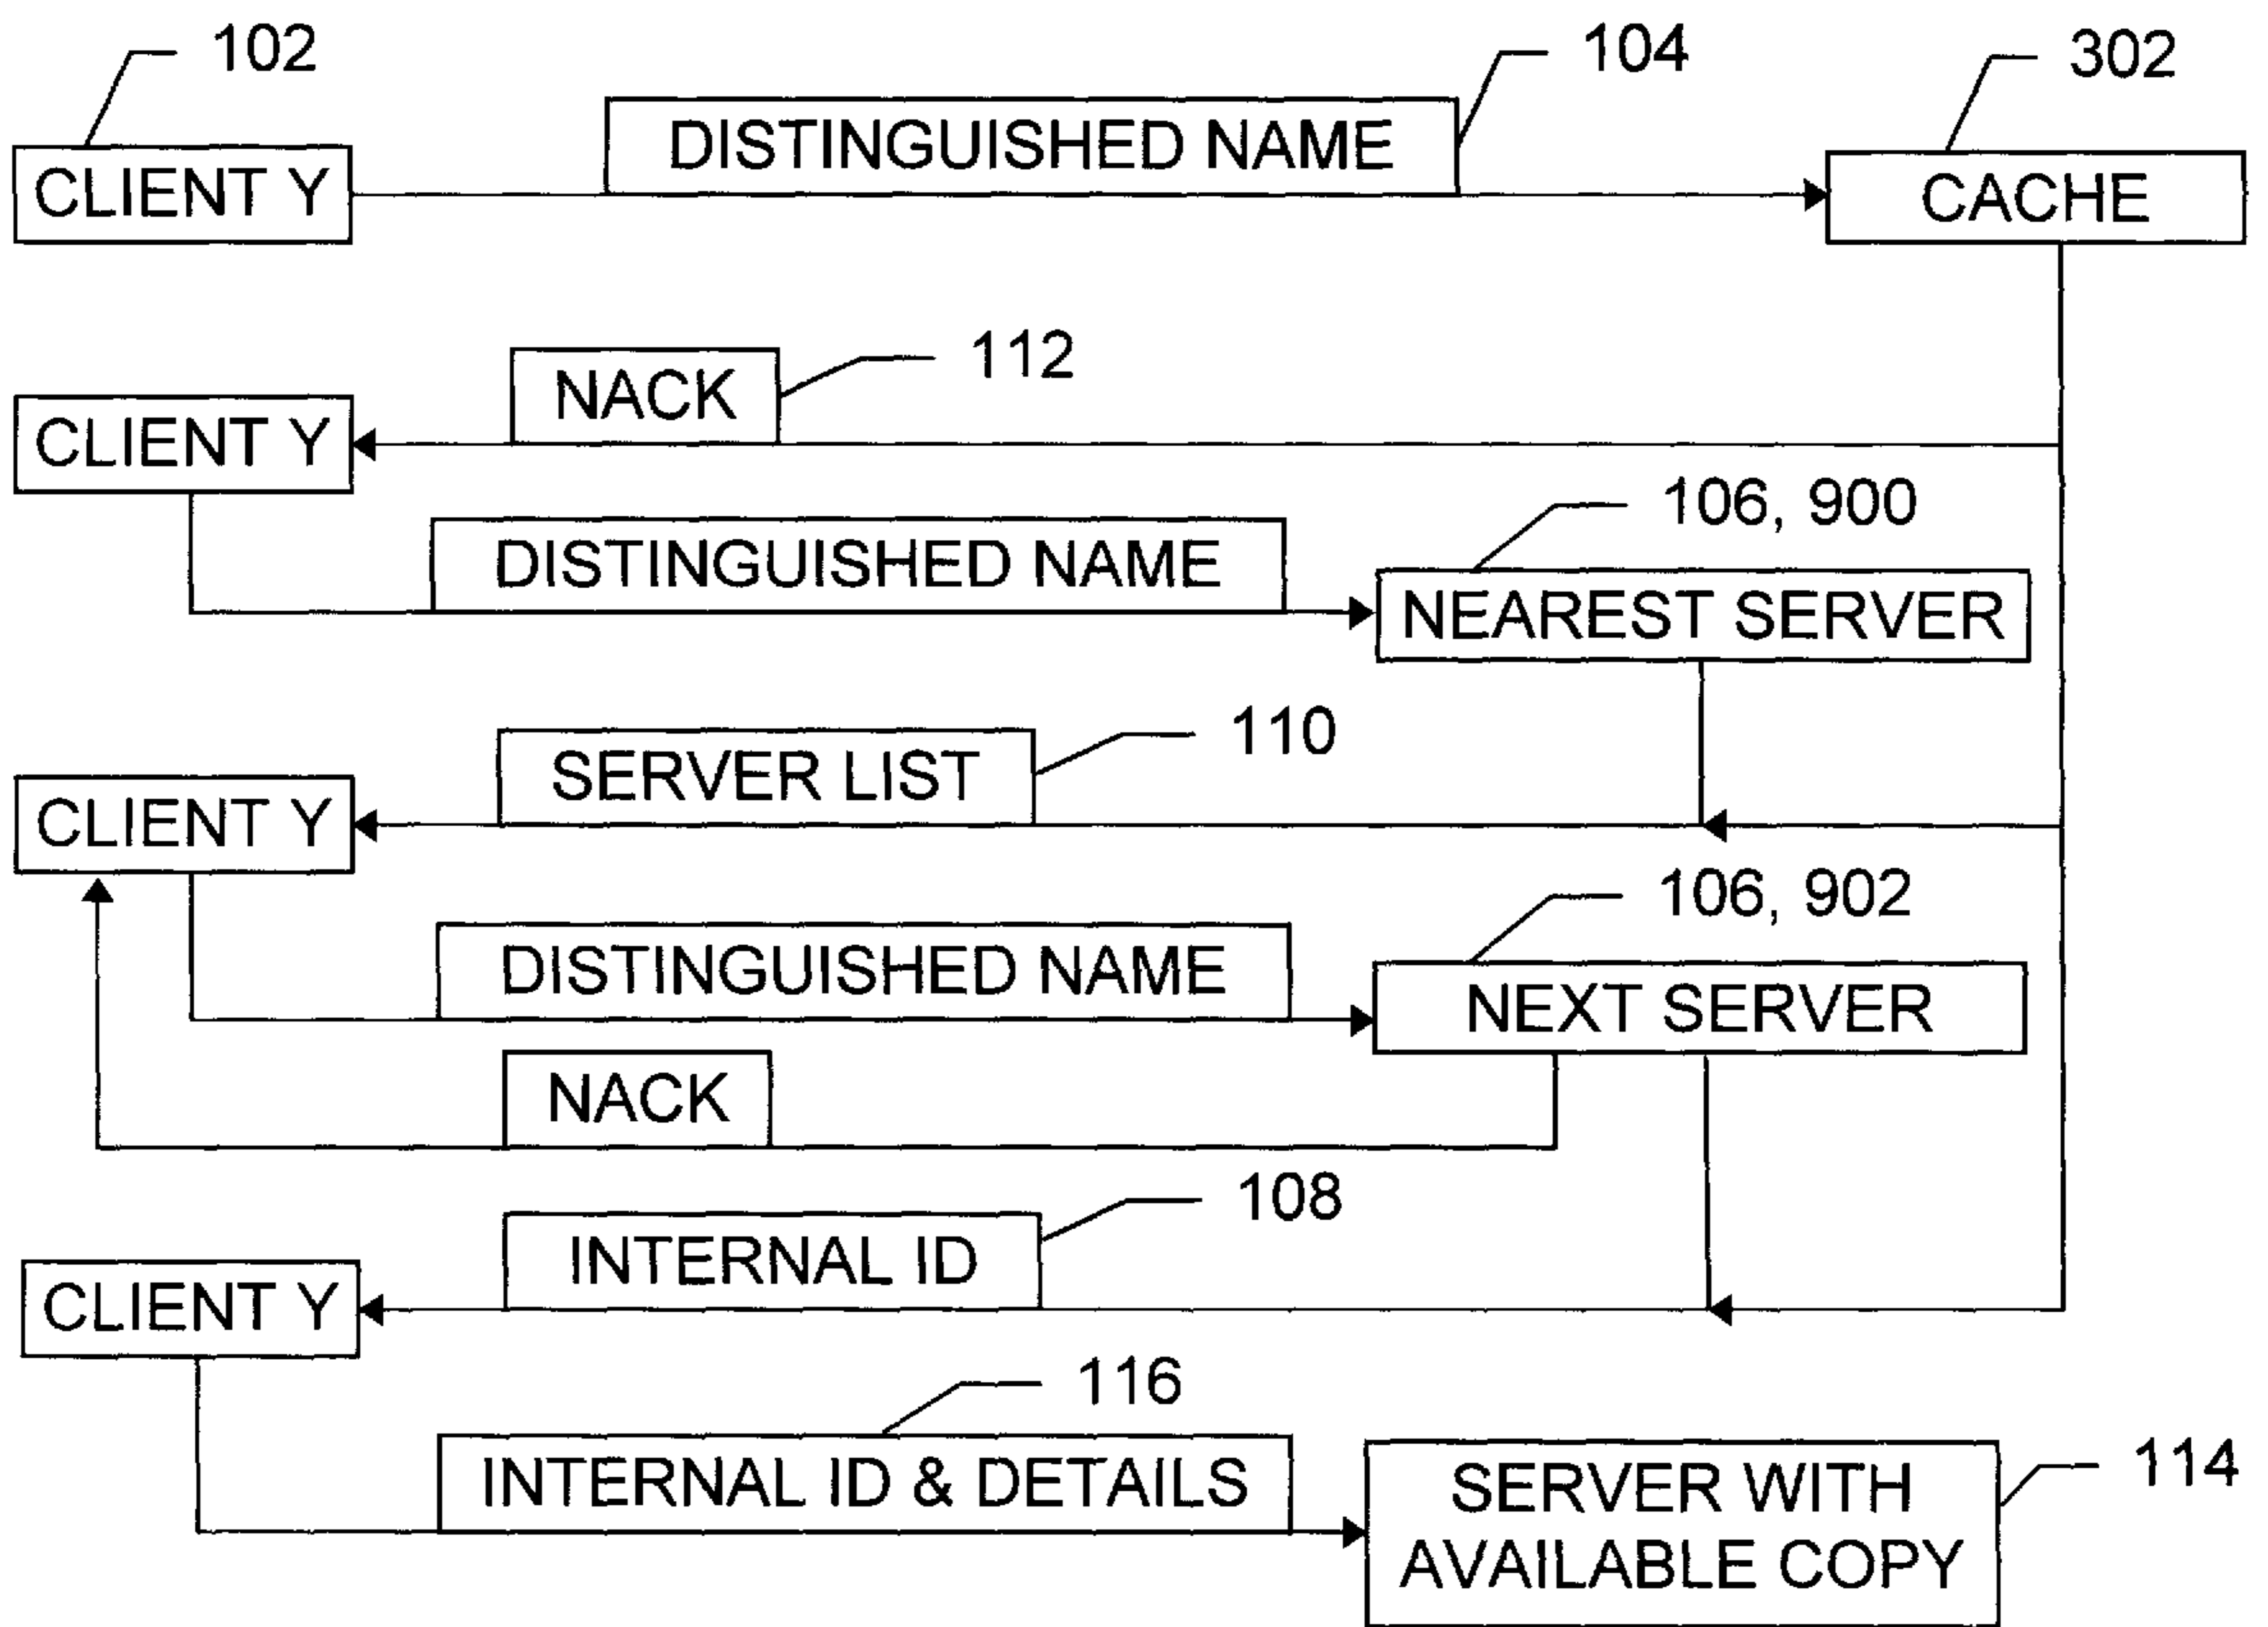 102
104
302
DISTINGUISHED NAME
CLIENT Y
CACHE
112
NACK
CLIENT Y
106, 900
DISTINGUISHED NAME
NEAREST SERVER
110
SERVER LIST
CLIENT Y
106, 902
DISTINGUISHED NAME
NEXT SERVER
NACK
108
INTERNAL ID
CLIENT Y
116
INTERNAL ID & DETAILS
114
SERVER WITH
AVAILABLE COPY